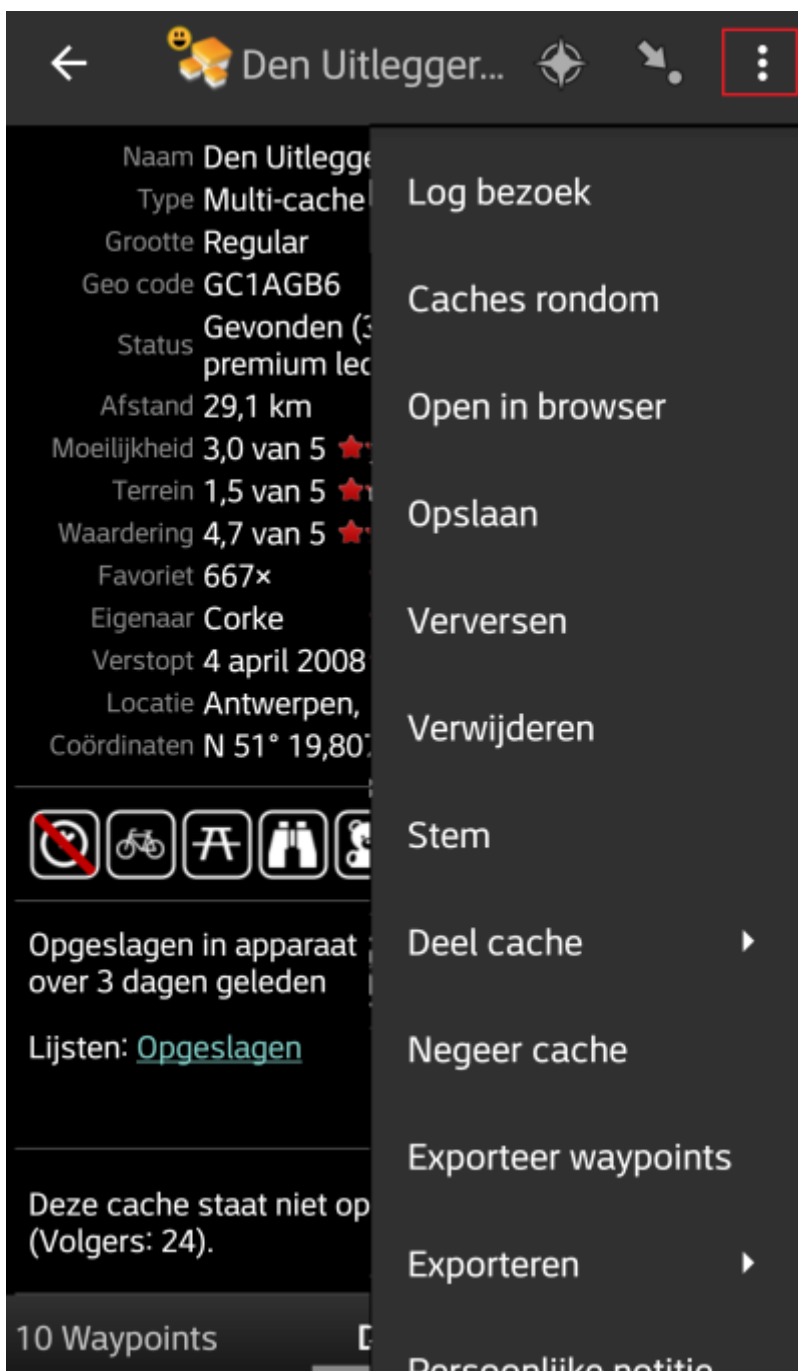 Den Uitlegger...
Naam Den Uitlegge
Type Multi-cache
Grootte Regular
Geo code GC1AGB6
Status Gevonden (3
premium led
Afstand 29,1 km
Moeilijkheid 3,0 van 5
Terrein 1,5 van 5
Waardering 4,7 van 5
Favoriet 667×
Eigenaar Corke
Verstopt 4 april 2008
Locatie Antwerpen,
Coördinaten N 51° 19,807
Opgeslagen in apparaat
over 3 dagen geleden
Lijsten: Opgeslagen
Deze cache staat niet op
(Volgers: 24).
10 Waypoints
Log bezoek
Caches rondom
Open in browser
Opslaan
Verversen
Verwijderen
Stem
Deel cache
Negeer cache
Exporteer waypoints
Exporteren
Persoonlijke notitie